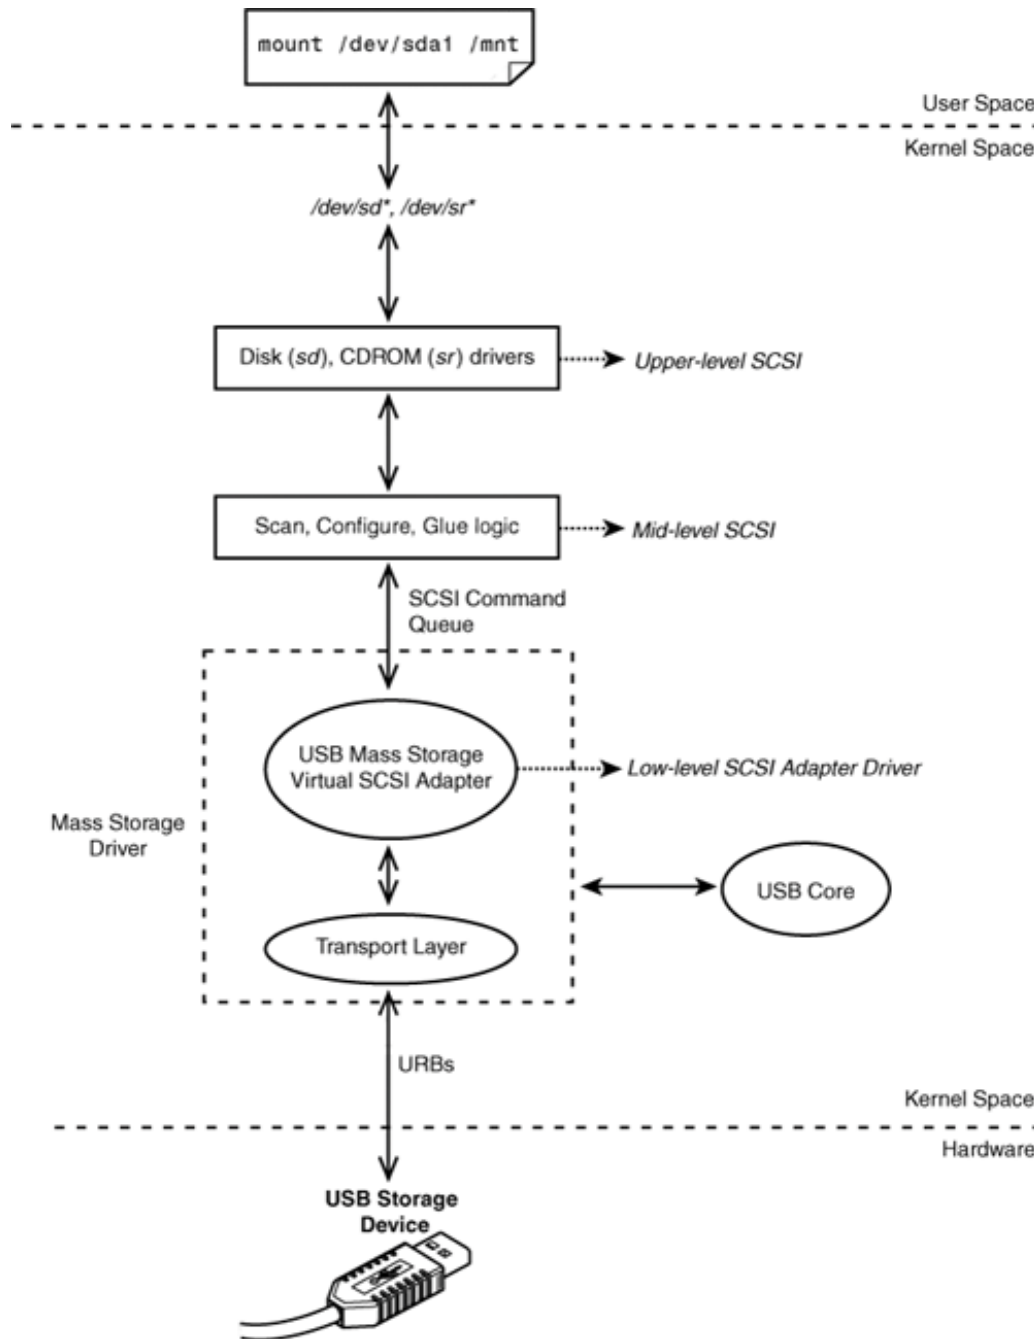 mount /dev/sda1 /mnt
User Space
Kernel Space
/dev/sd*, /dev/sr*
Disk (sd), CDROM (sr) drivers
Upper-level SCSI
Scan, Configure, Glue logic
Mid-level SCSI
SCSI Command
Queue
USB Mass Storage
Virtual SCSI Adapter
Low-level SCSI Adapter Driver
Mass Storage
Driver
USB Core
Transport Layer
URBs
Kernel Space
Hardware
USB Storage
Device